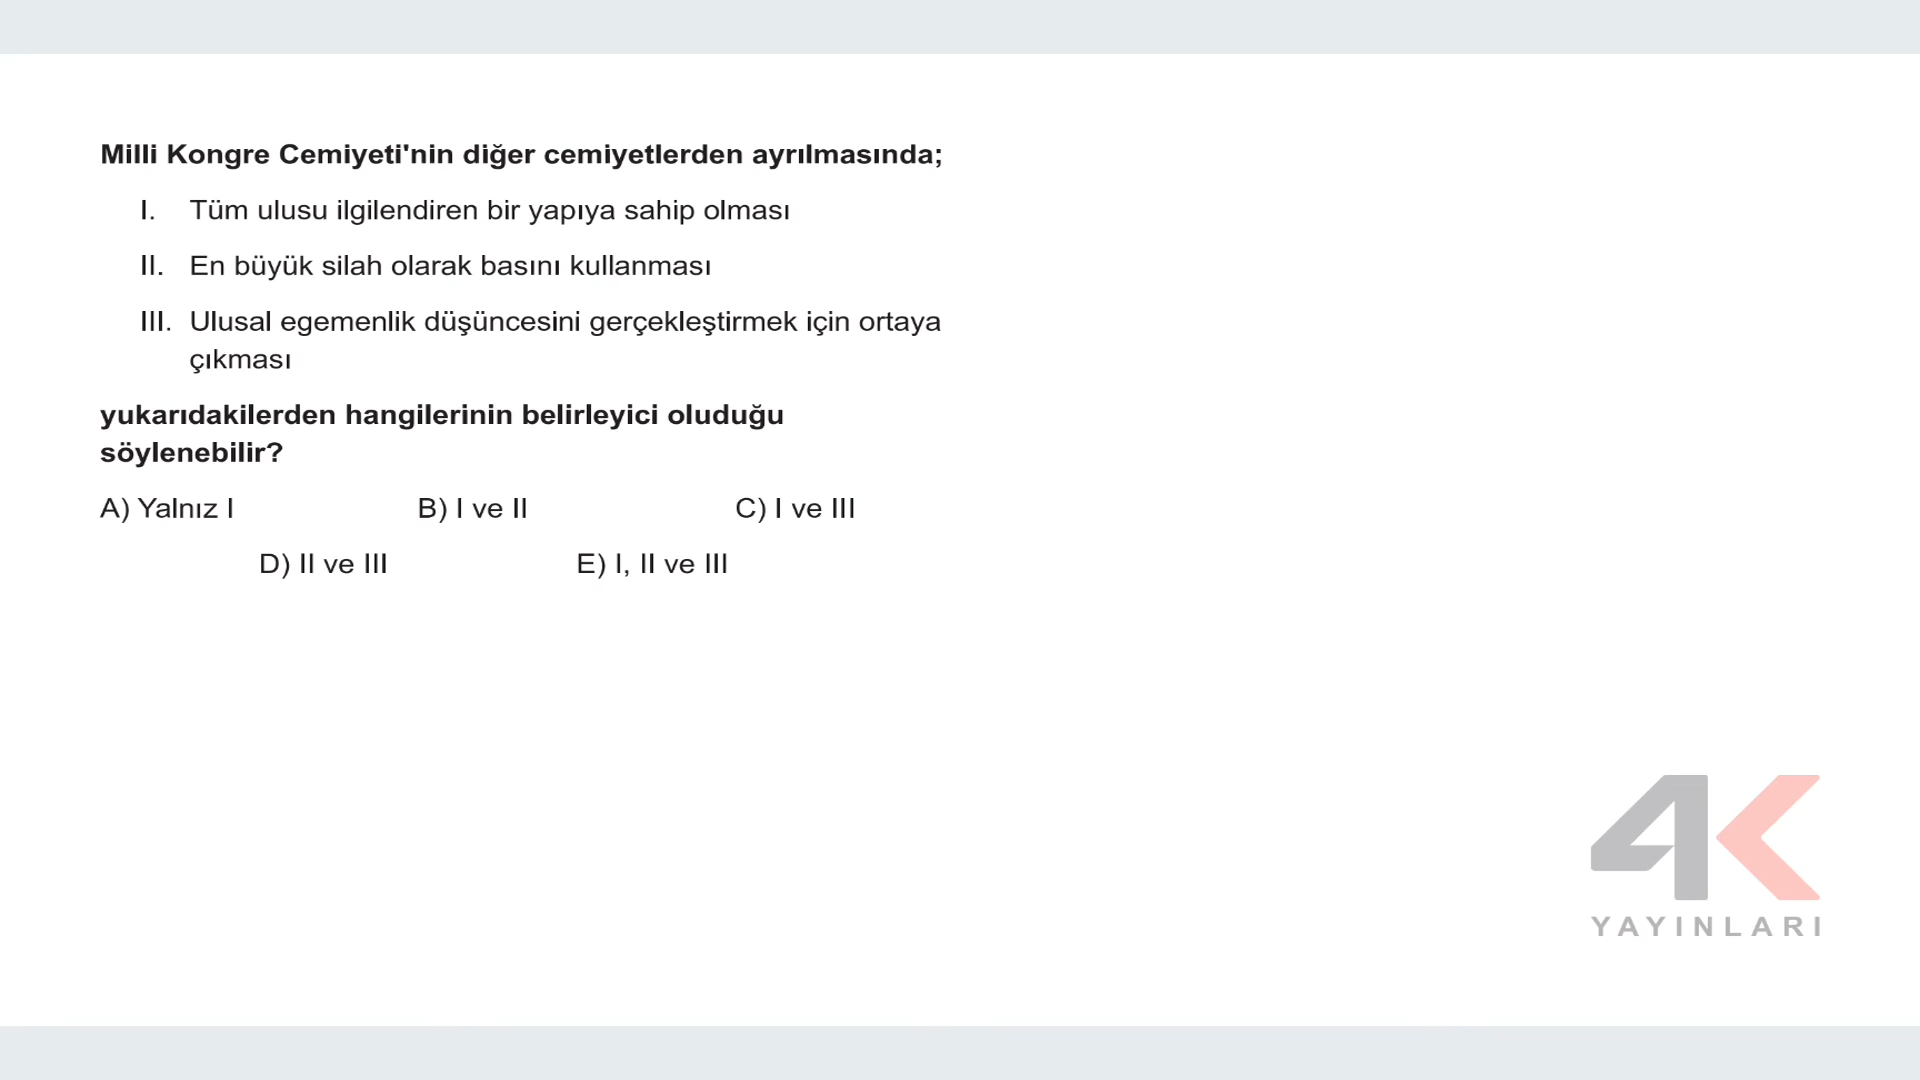 Milli Kongre Cemiyeti'nin diğer cemiyetlerden ayrılmasında;
I. Tüm ulusu ilgilendiren bir yapıya sahip olması
II. En büyük silah olarak basını kullanması
III. Ulusal egemenlik düşüncesini gerçekleştirmek için ortaya
çıkması
yukarıdakilerden hangilerinin belirleyici oluduğu
söylenebilir?
A) Yalnız I B) I ve II C) I ve III
D) II ve III E) I, II ve III
4K
YAYINLARI